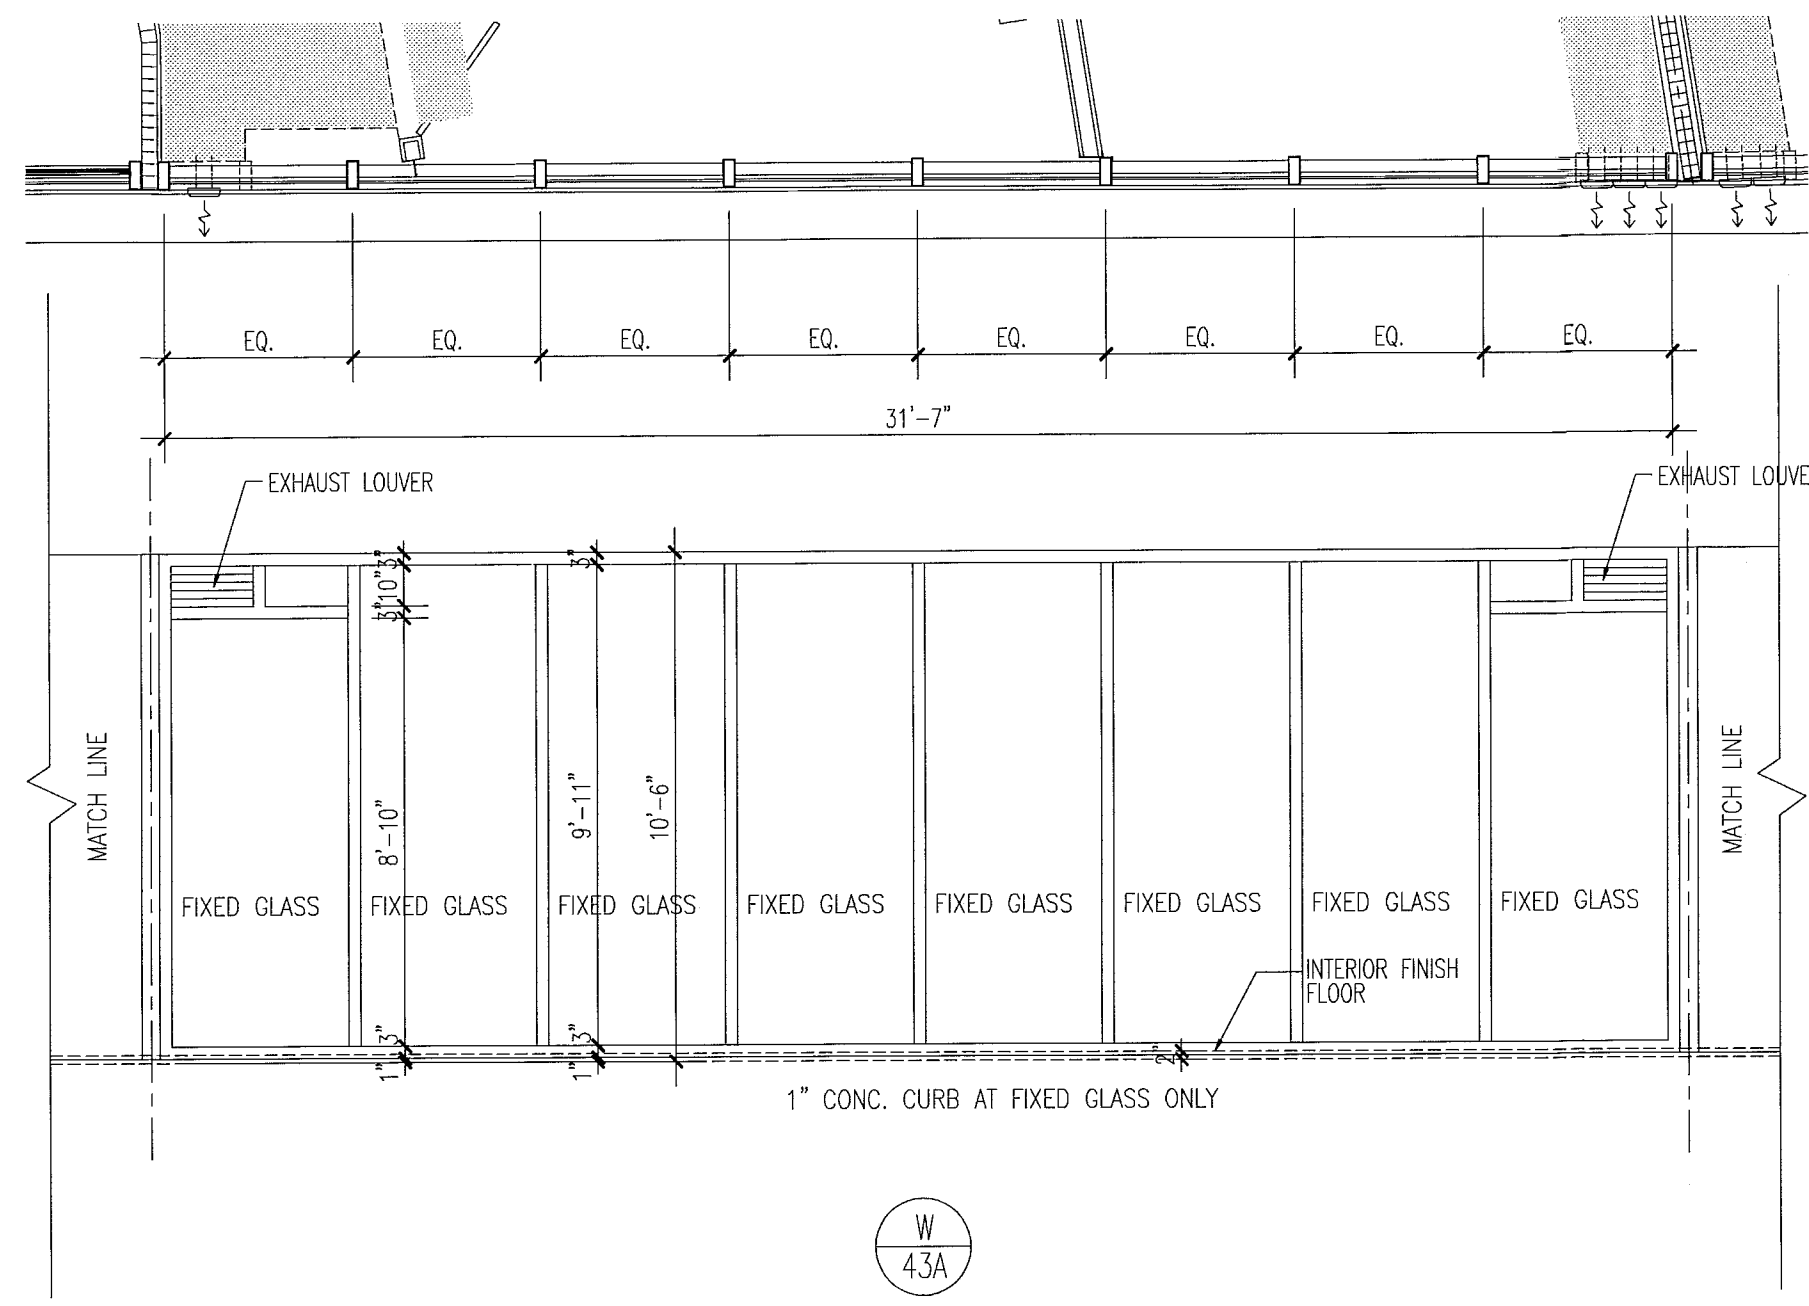 EQ. EQ. EQ. EQ. EQ. EQ. EQ. EQ.
31'-7"
EXHAUST LOUVER
EXHAUST LOUVE
3" 3"
10"
3"
MATCH LINE
8'-10"
9'-11"
10'-6"
MATCH LINE
FIXED GLASS FIXED GLASS FIXED GLASS FIXED GLASS FIXED GLASS FIXED GLASS FIXED GLASS FIXED GLASS
INTERIOR FINISH
FLOOR
3" 3"
1" 1" 2"
1" CONC. CURB AT FIXED GLASS ONLY
W
43A